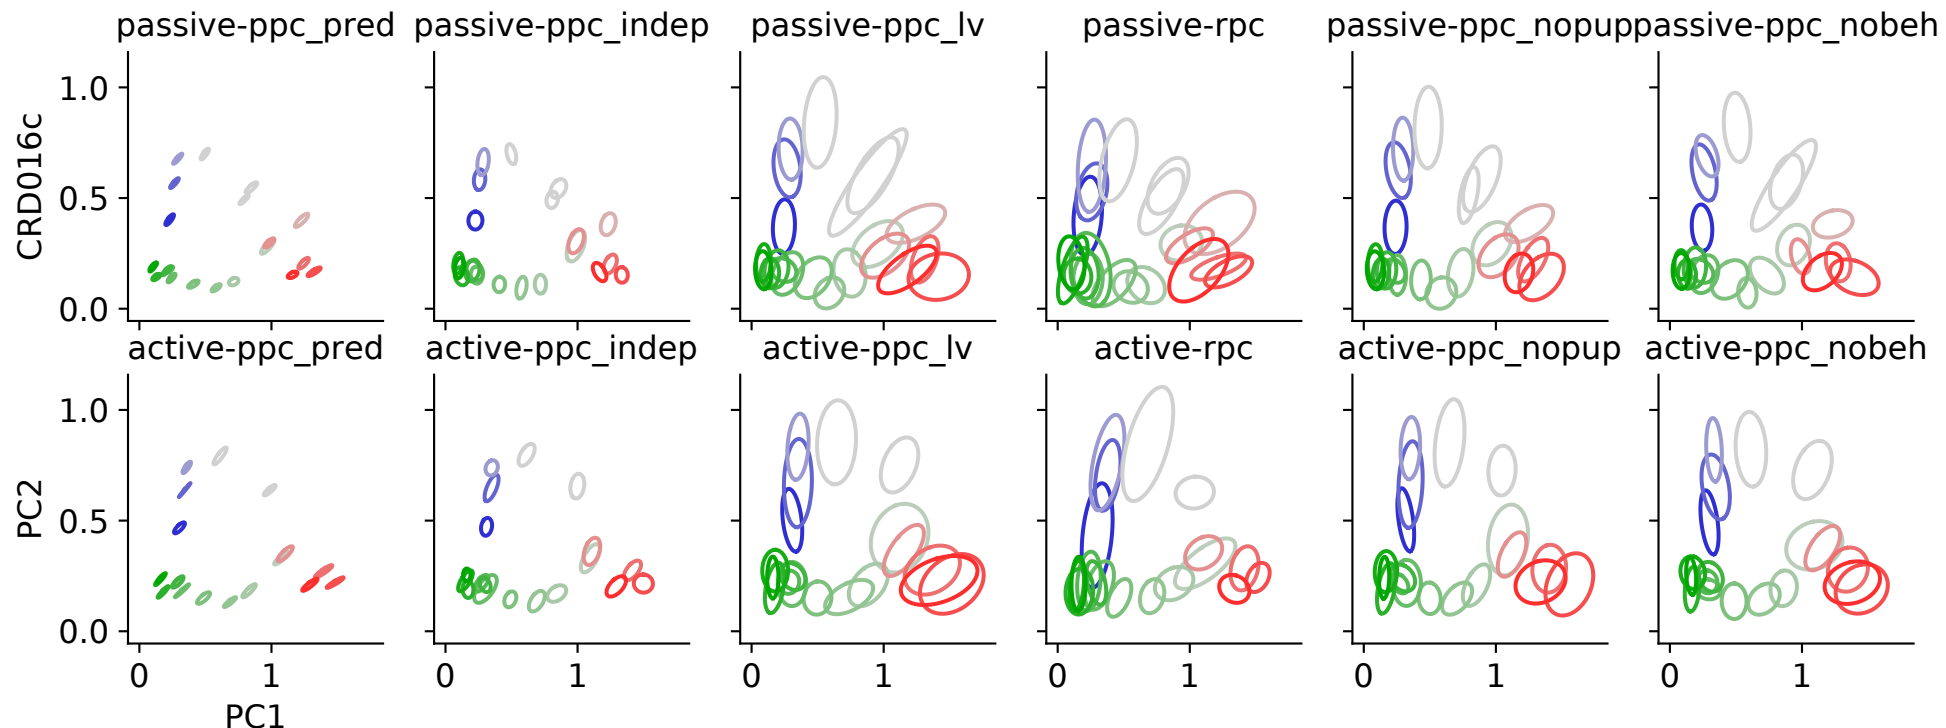 passive-ppc_pred passive-ppc_indep passive-ppc_lv passive-rpc passive-ppc_nopup passive-ppc_nobeh
1.0
0.5
0.0
CRD016c
active-ppc_pred active-ppc_indep active-ppc_lv active-rpc active-ppc_nopup active-ppc_nobeh
1.0
0.5
0.0
PC2
0 1 0 1 0 1 0 1 0 1 0 1
PC1